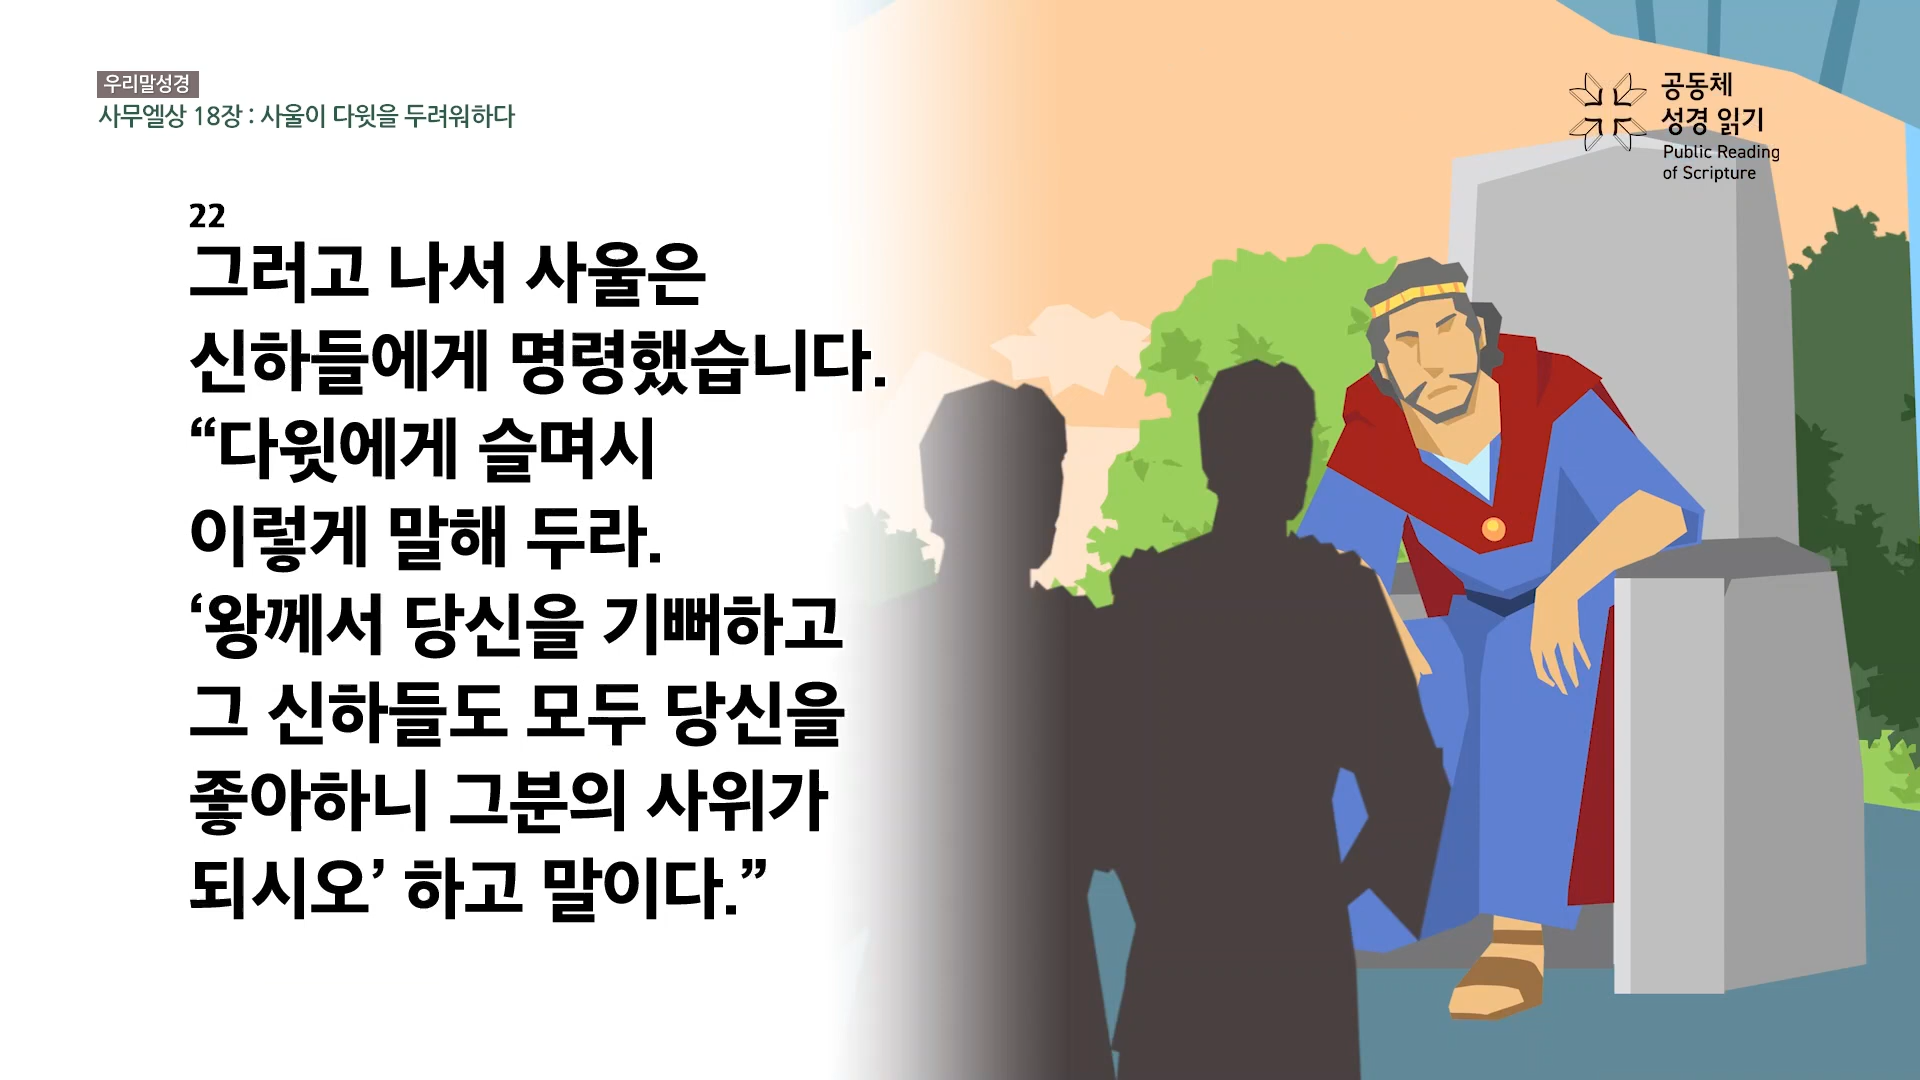 우리말성경
사무엘상 18장 : 사울이 다윗을 두려워하다
공동체
성경 읽기
Public Reading
of Scripture
22
그러고 나서 사울은
신하들에게 명령했습니다.
“다윗에게 슬며시
이렇게 말해 두라.
‘왕께서 당신을 기뻐하고
그 신하들도 모두 당신을
좋아하니 그분의 사위가
되시오’ 하고 말이다.”